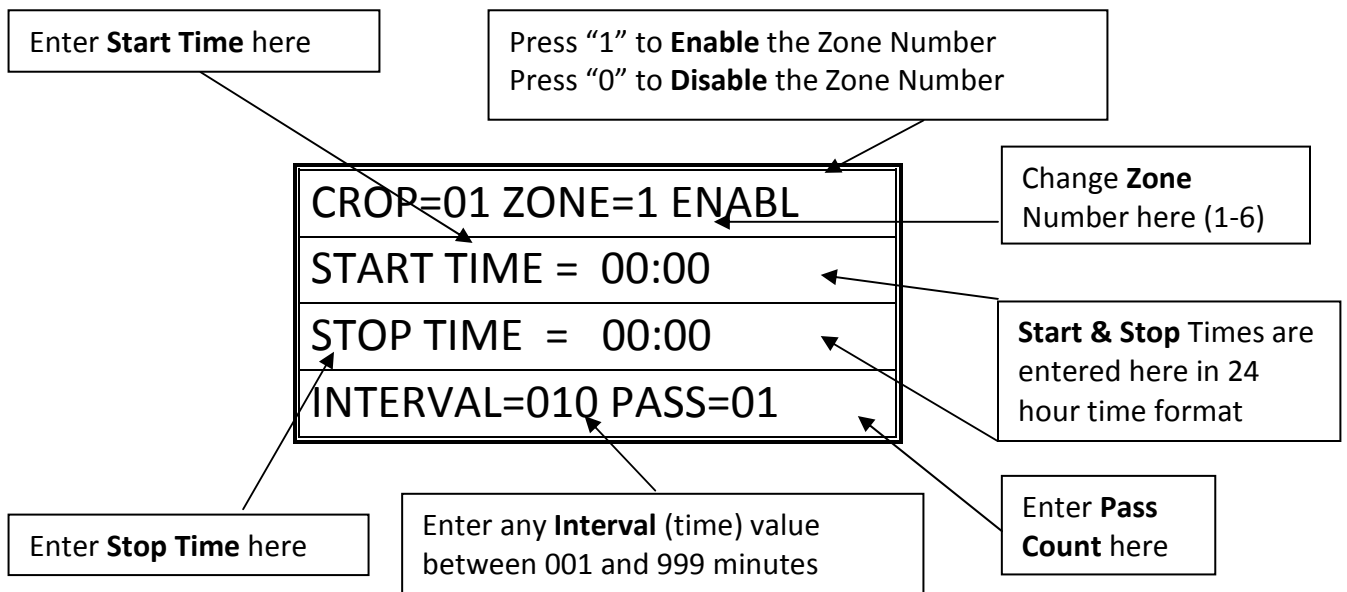 Enter Start Time here
Press “1” to Enable the Zone Number
Press “0” to Disable the Zone Number
CROP=01 ZONE=1 ENABL
START TIME = 00:00
STOP TIME = 00:00
INTERVAL=010 PASS=01
Change Zone
Number here (1-6)
Start & Stop Times are
entered here in 24
hour time format
Enter Stop Time here
Enter any Interval (time) value
between 001 and 999 minutes
Enter Pass
Count here